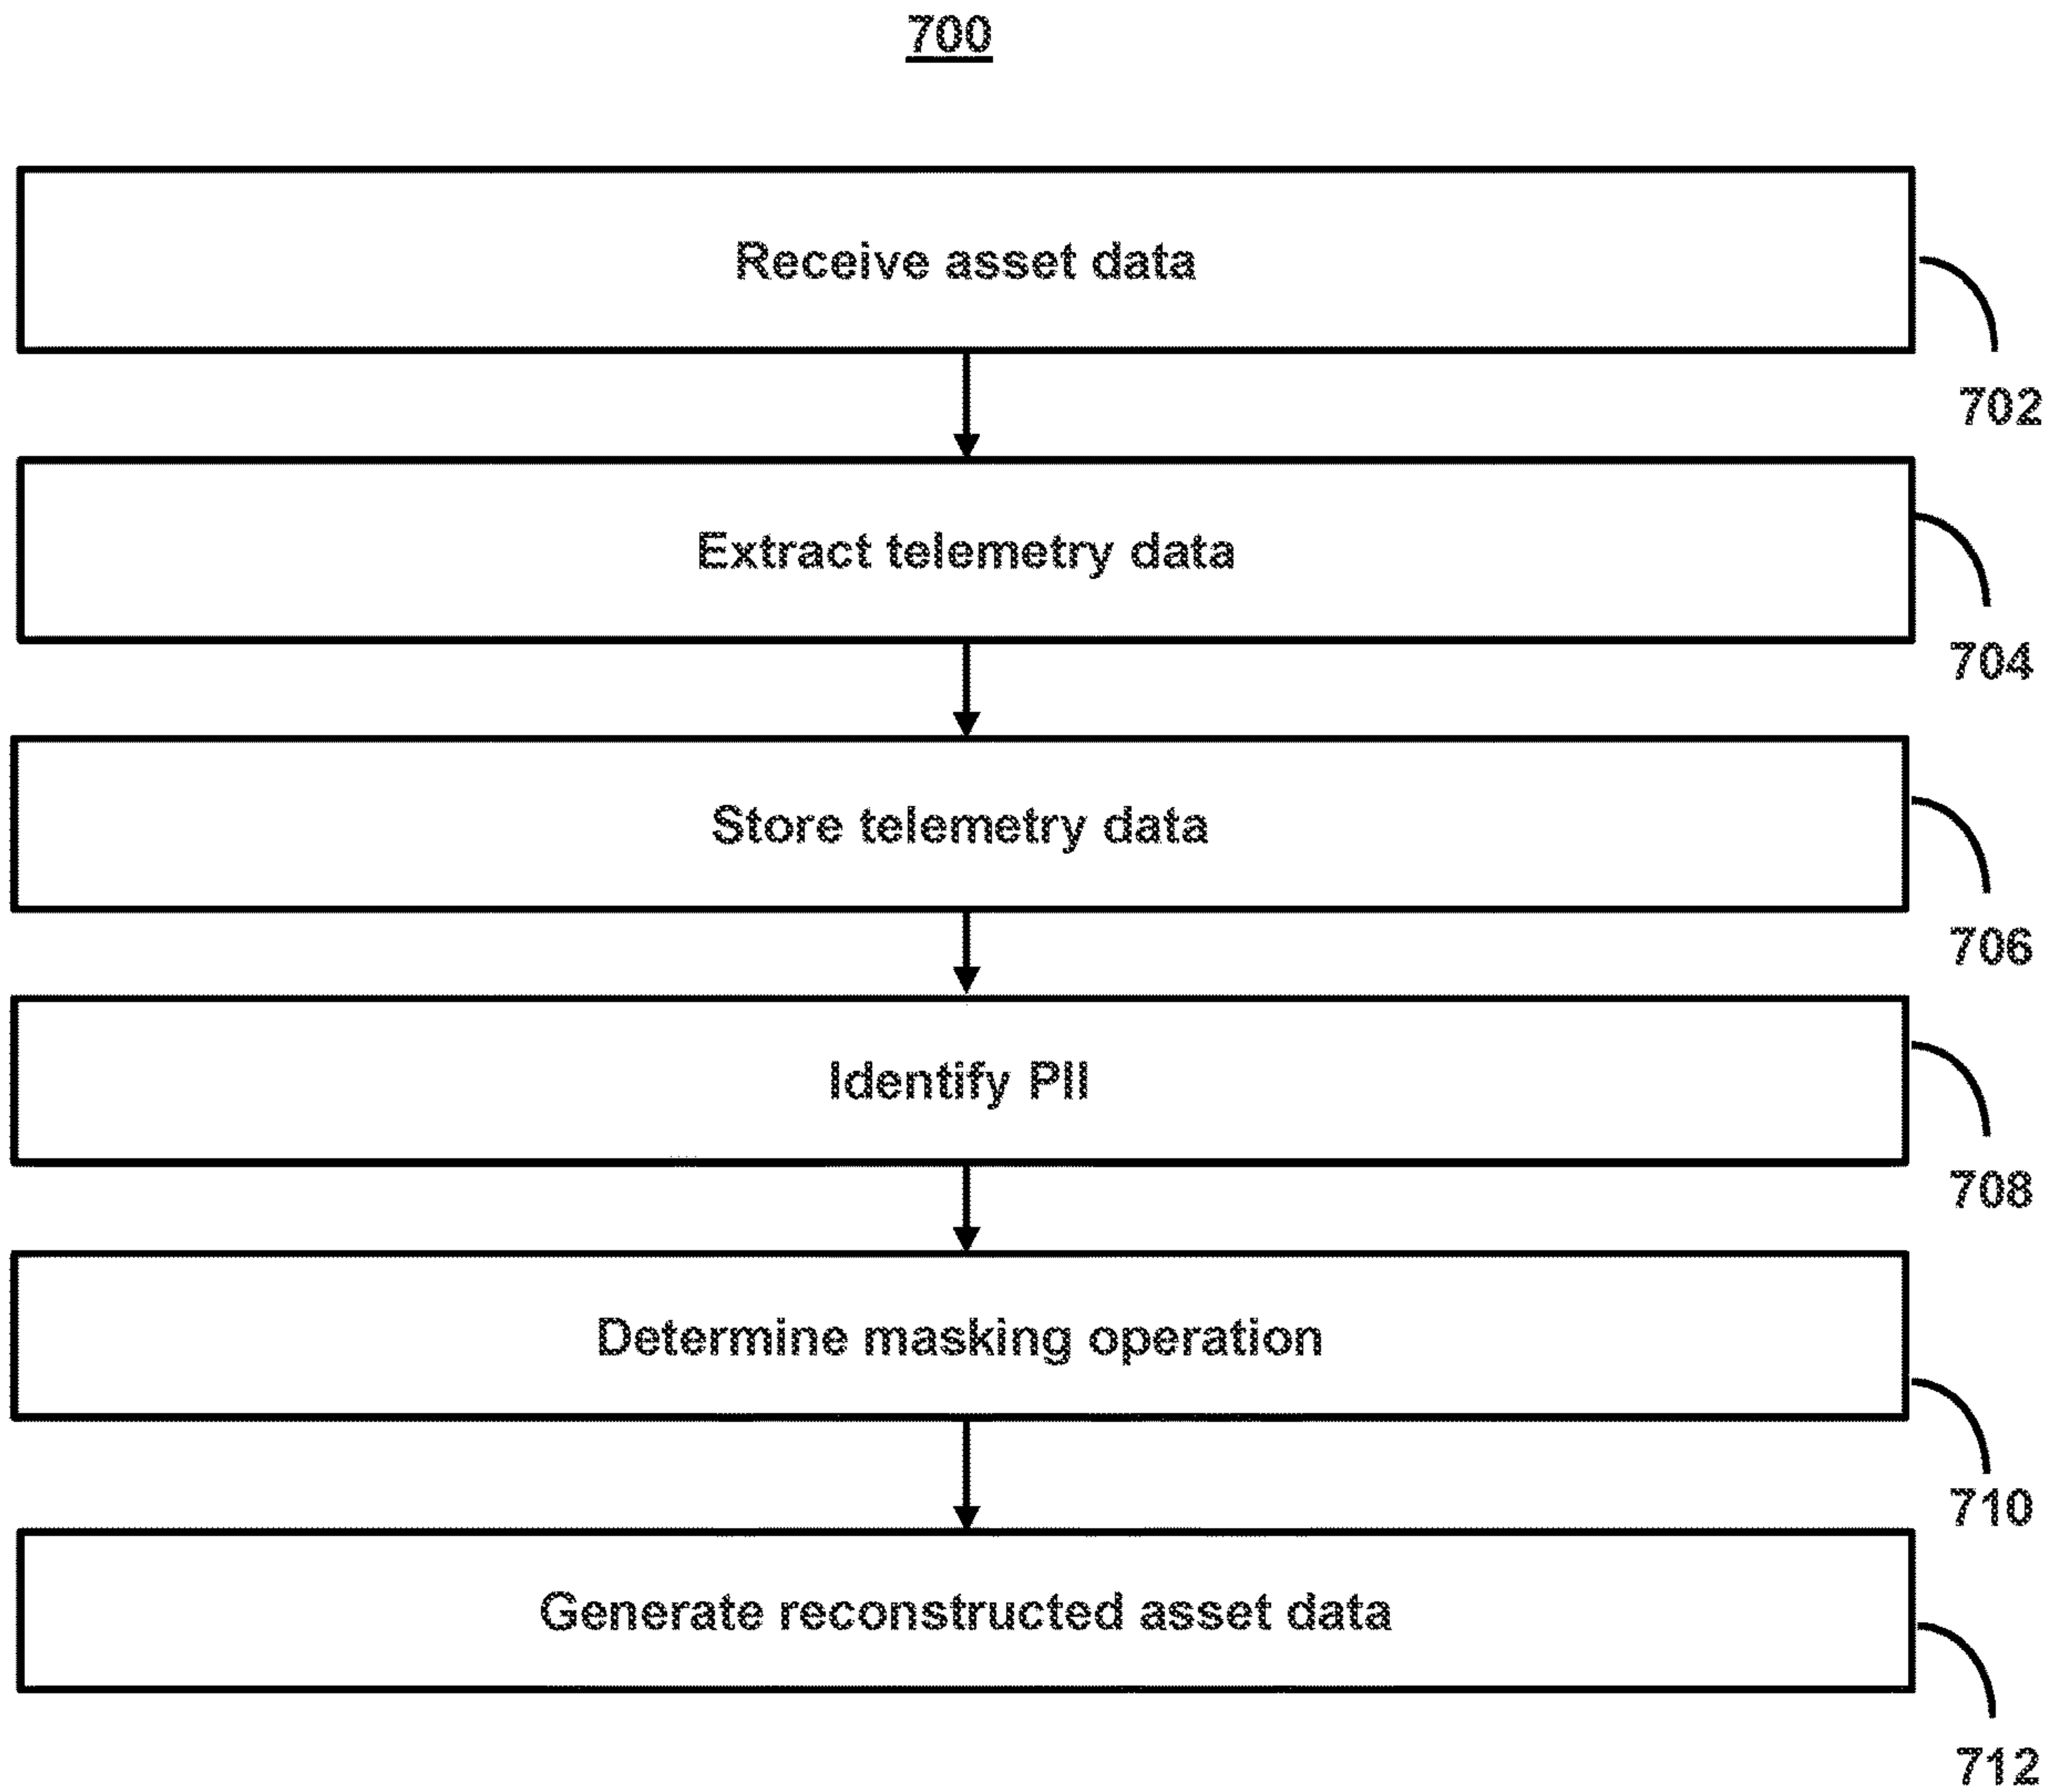 700
Receive asset data
702
Extract telemetry data
704
Store telemetry data
706
Identify PII
708
Determine masking operation
710
Generate reconstructed asset data
712